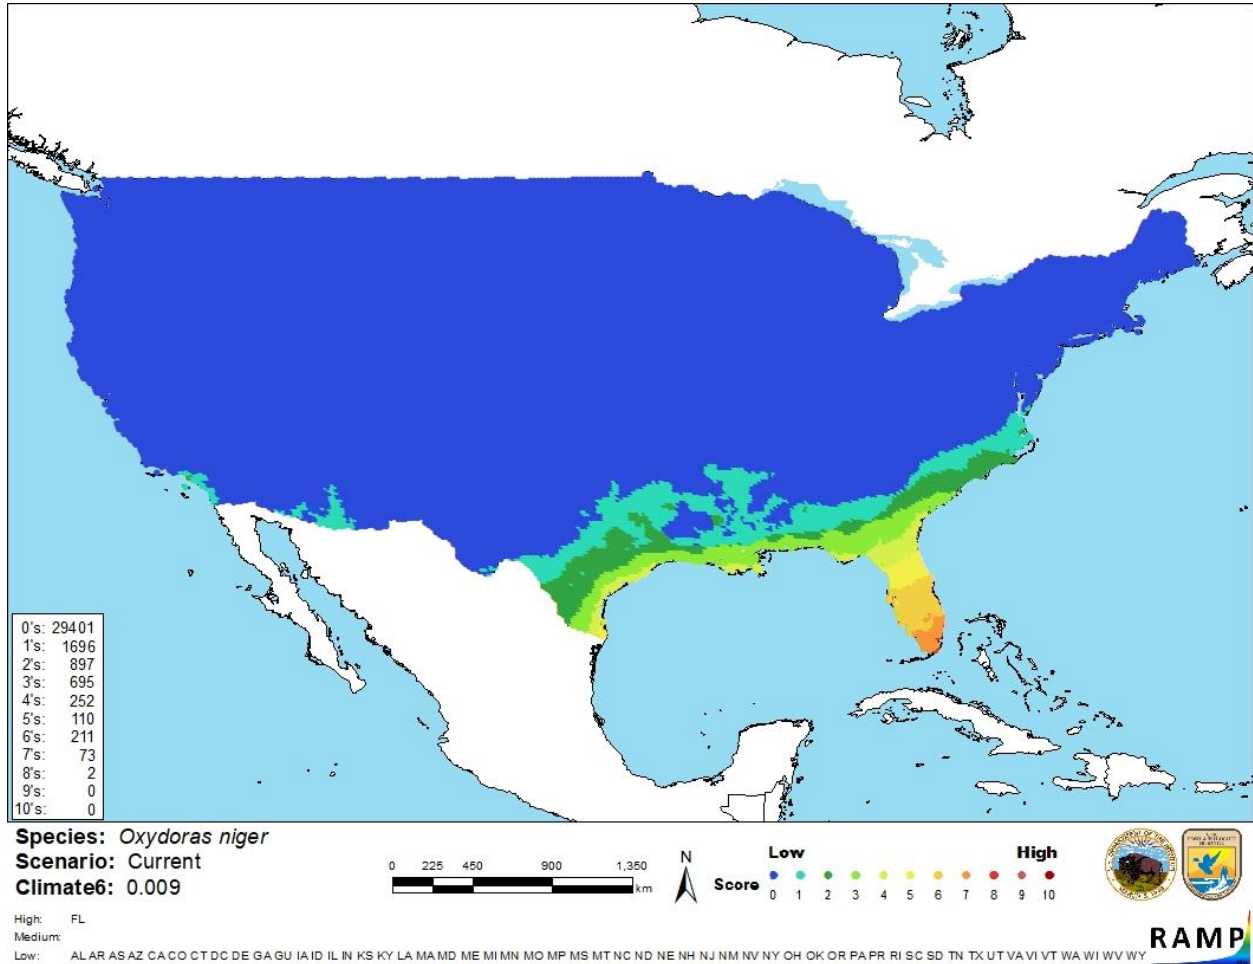 0's: 29401
1's: 1696
2's: 897
3's: 695
4's: 252
5's: 110
6's: 211
7's: 73
8's: 2
9's: 0
10's: 0
Species: Oxydoras niger
Scenario: Current
Climate6: 0.009
0 225 450 900 1,350
km
N
Low High
Score
0 1 2 3 4 5 6 7 8 9 10
High: FL
Medium:
Low: AL AR AS AZ CA CO CT DC DE GA GU IA ID IL IN KS KY LA MA MD ME MI MN MO MP MS MT NC ND NE NH NJ NM NV NY OH OK OR PA PR RI SC SD TN TX UT VA VI VT WA WI WV WY
RAMP